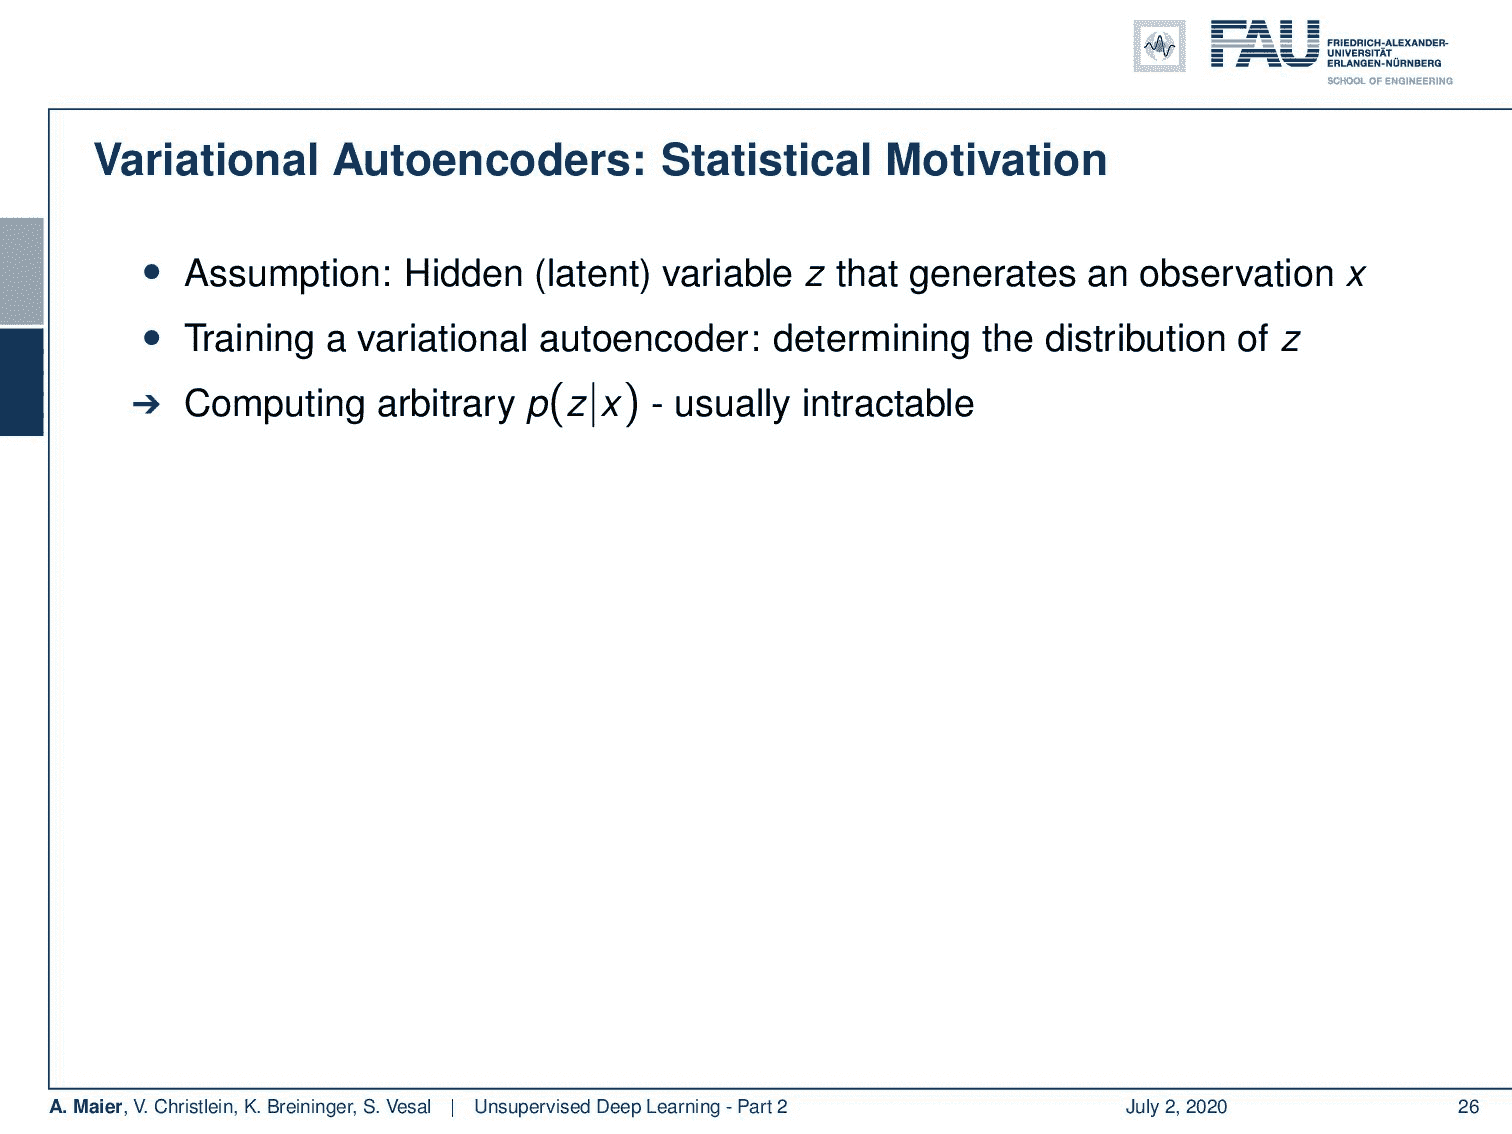 FAU
FRIEDRICH-ALEXANDER-
UNIVERSITÄT
ERLANGEN-NÜRNBERG
SCHOOL OF ENGINEERING
Variational Autoencoders: Statistical Motivation
• Assumption: Hidden (latent) variable z that generates an observation x
• Training a variational autoencoder: determining the distribution of z
➔ Computing arbitrary p(z|x) - usually intractable
A. Maier, V. Christlein, K. Breininger, S. Vesal | Unsupervised Deep Learning - Part 2 July 2, 2020 26